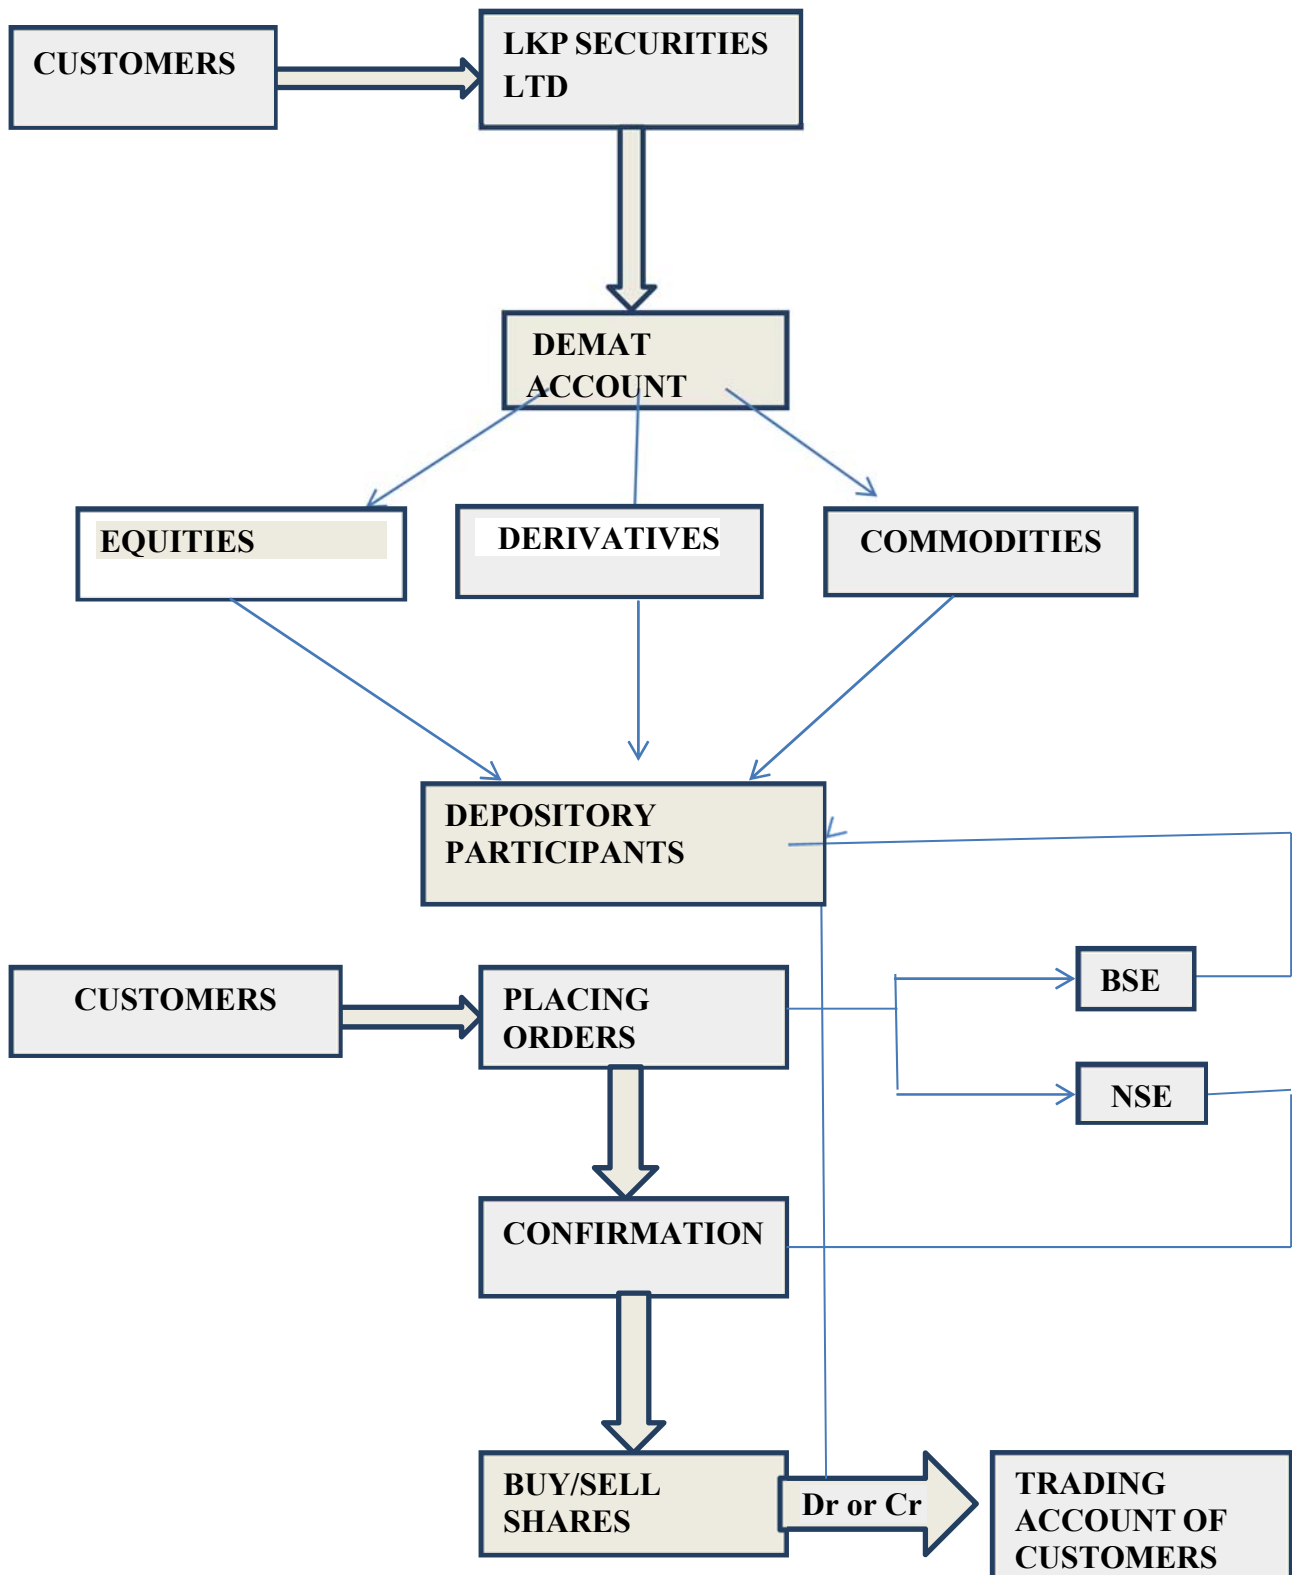 CUSTOMERS
LKP SECURITIES
LTD
DEMAT
ACCOUNT
EQUITIES
DERIVATIVES
COMMODITIES
DEPOSITORY
PARTICIPANTS
CUSTOMERS
PLACING
ORDERS
BSE
NSE
CONFIRMATION
BUY/SELL
SHARES
Dr or Cr
TRADING
ACCOUNT OF
CUSTOMERS